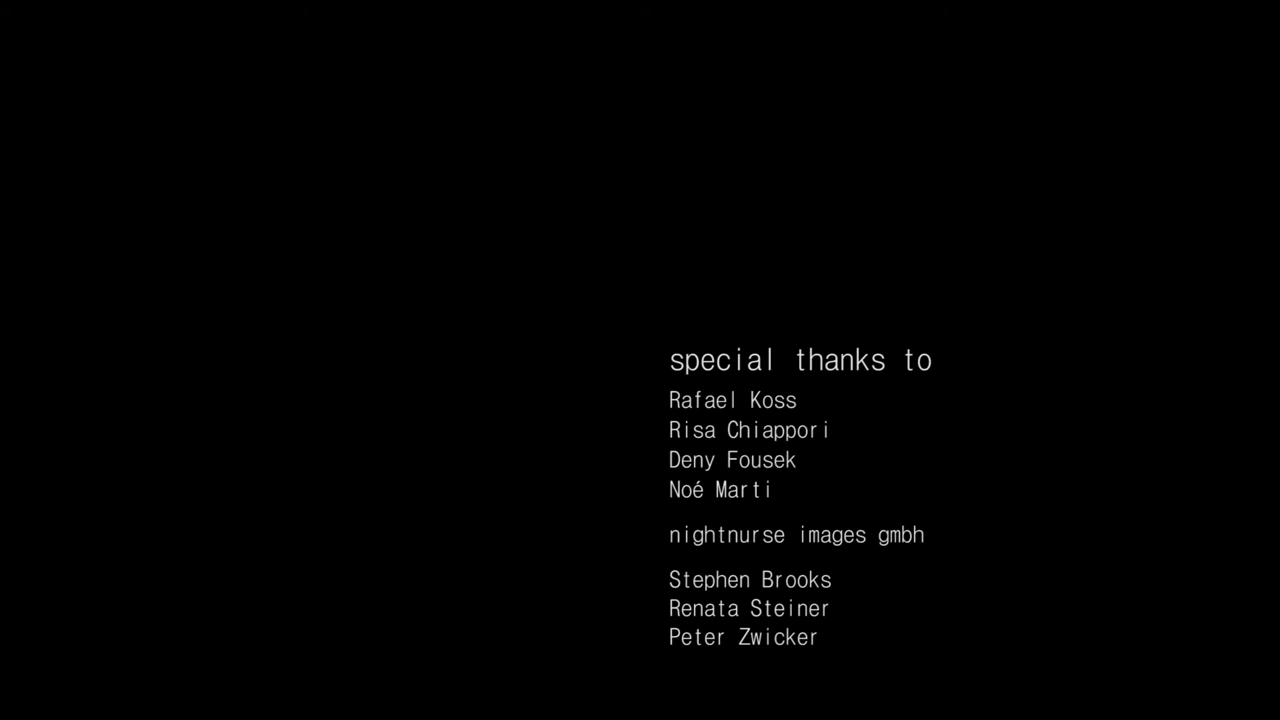 special thanks to
Rafael Koss
Risa Chiappori
Deny Fousek
Noé Marti
nightnurse images gmbh
Stephen Brooks
Renata Steiner
Peter Zwicker